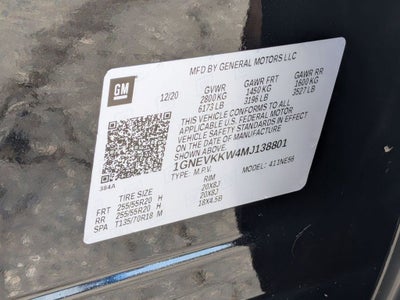 MFD BY GENERAL MOTORS LLC
GM
12/20 GVWR GAWR FRT GAWR RR
2800 KG 1450 KG 1600 KG
6173 LB 3196 LB 3527 LB
THIS VEHICLE CONFORMS TO ALL
APPLICABLE U.S. FEDERAL MOTOR
VEHICLE SAFETY STANDARDS IN EFFECT
ON THE DATE OF MANUFACTURE
SHOWN ABOVE.
1GNEVKKW4MJ138801
TYPE: M.P.V. MODEL: 411NE56
384A
TIRE SIZE RIM
FRT 255/55R20 H 20X8J
RR 255/55R20 H 20X8J
SPA T135/70R18 M 18X4.5B